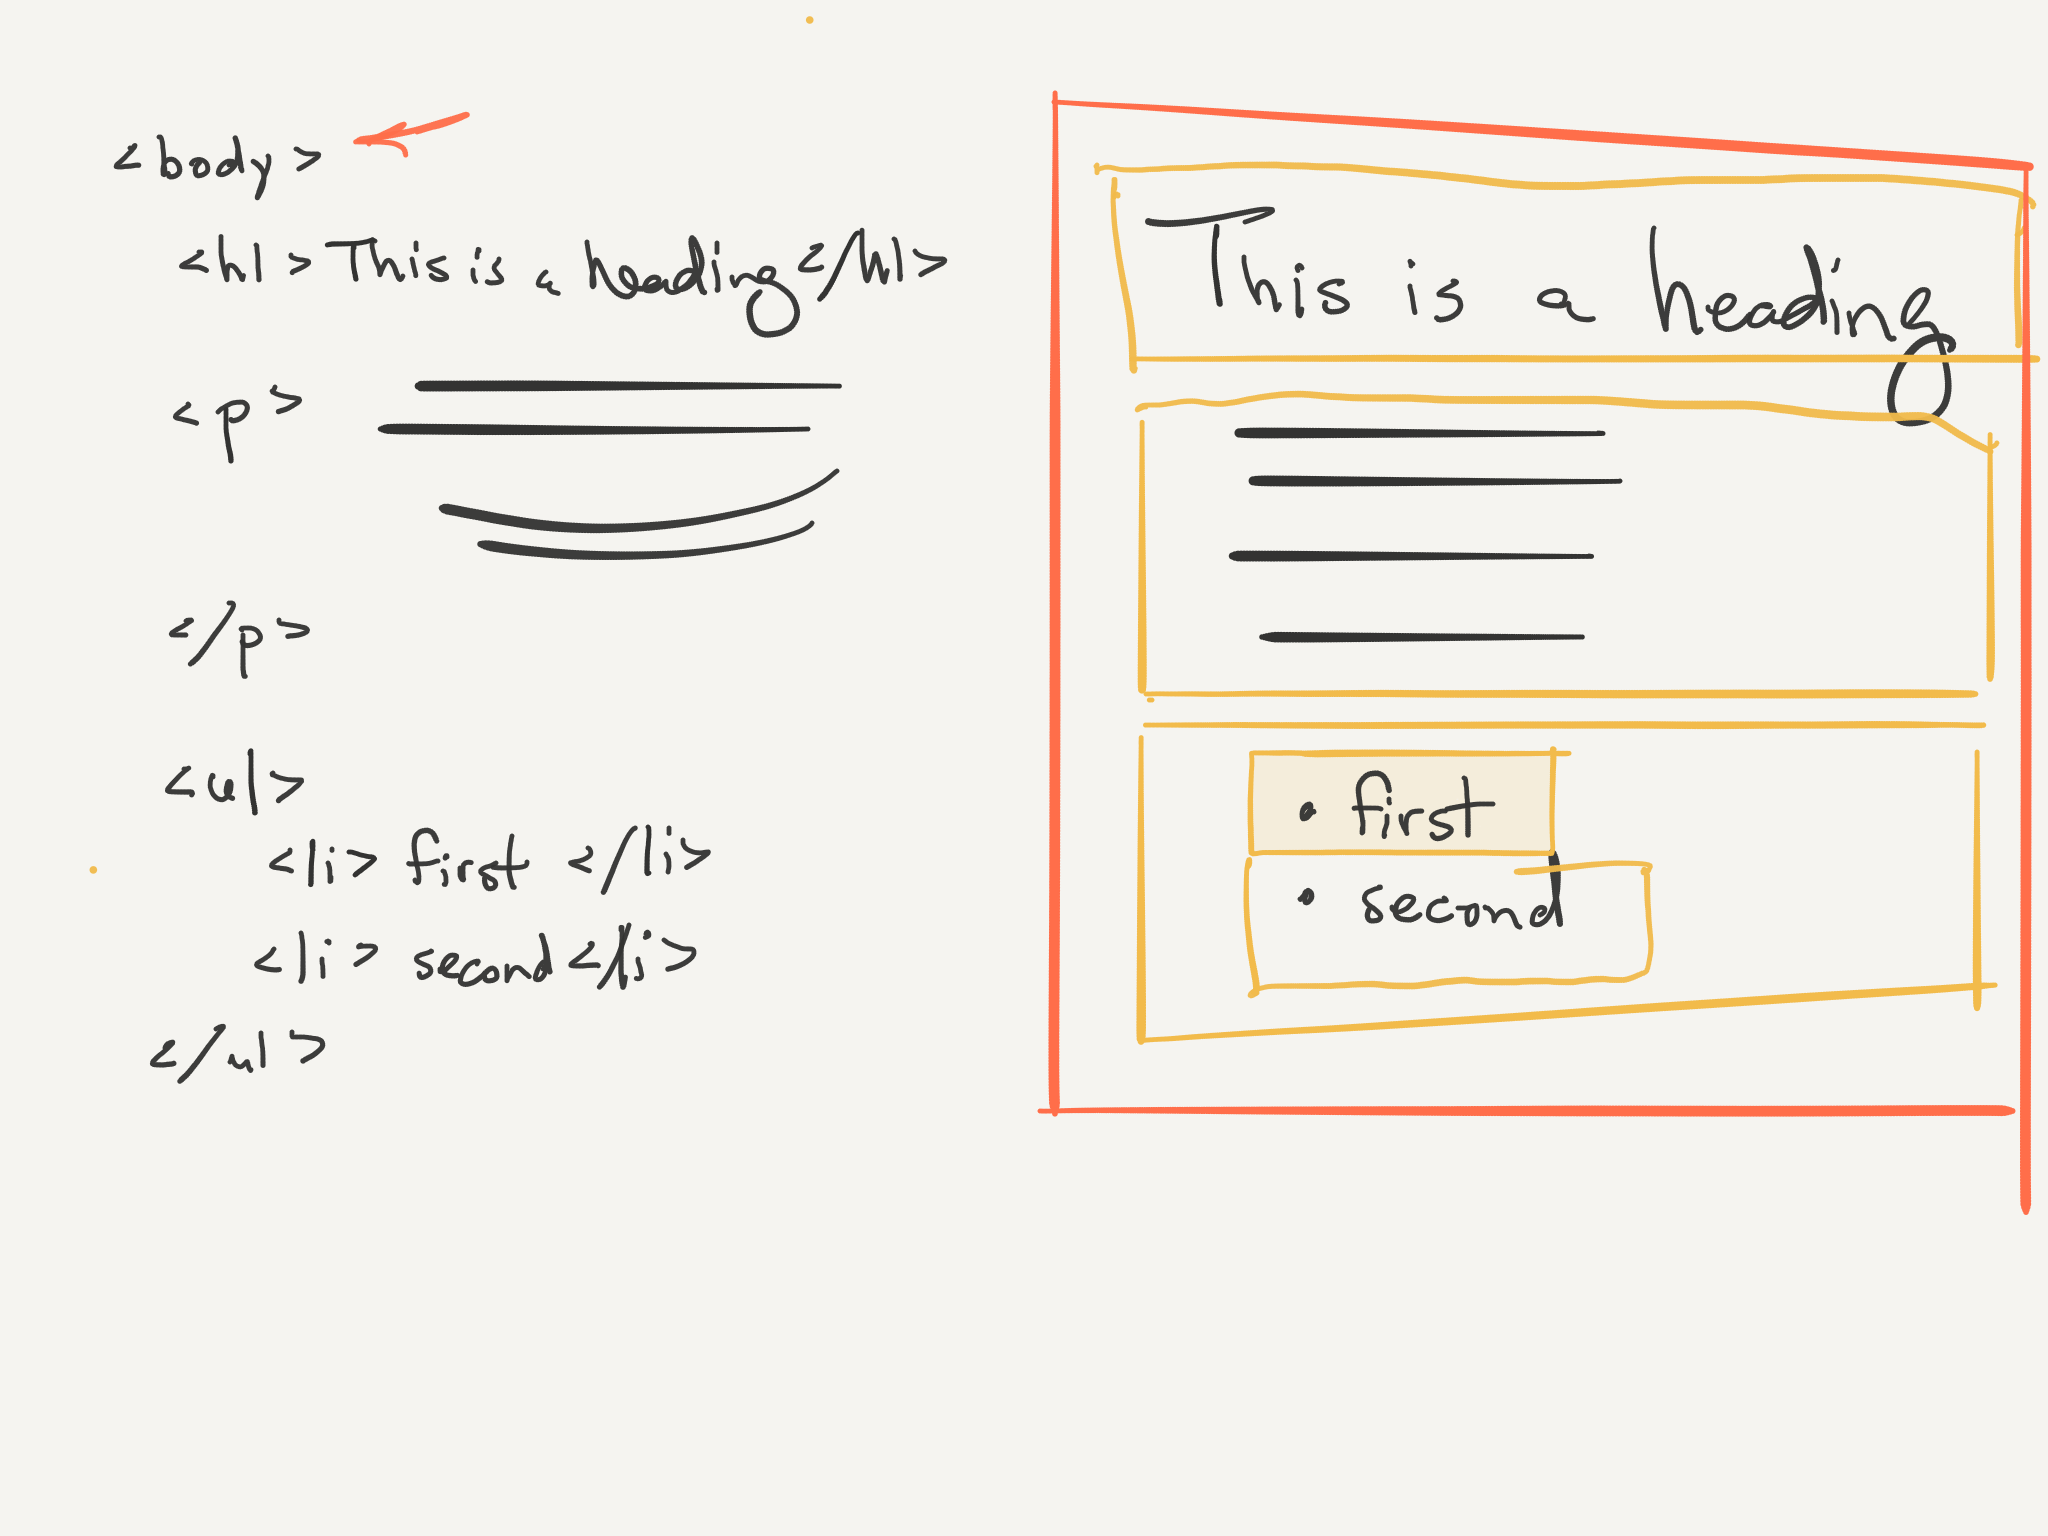 <body>
<h1>This is a heading</h1>
<p>
</p>
<ul>
<li> first </li>
<li> second </li>
</ul>
This is a heading
• first
• second